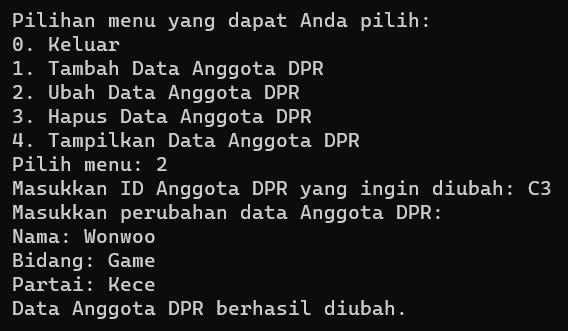 Pilihan menu yang dapat Anda pilih:
0. Keluar
1. Tambah Data Anggota DPR
2. Ubah Data Anggota DPR
3. Hapus Data Anggota DPR
4. Tampilkan Data Anggota DPR
Pilih menu: 2
Masukkan ID Anggota DPR yang ingin diubah: C3
Masukkan perubahan data Anggota DPR:
Nama: Wonwoo
Bidang: Game
Partai: Kece
Data Anggota DPR berhasil diubah.